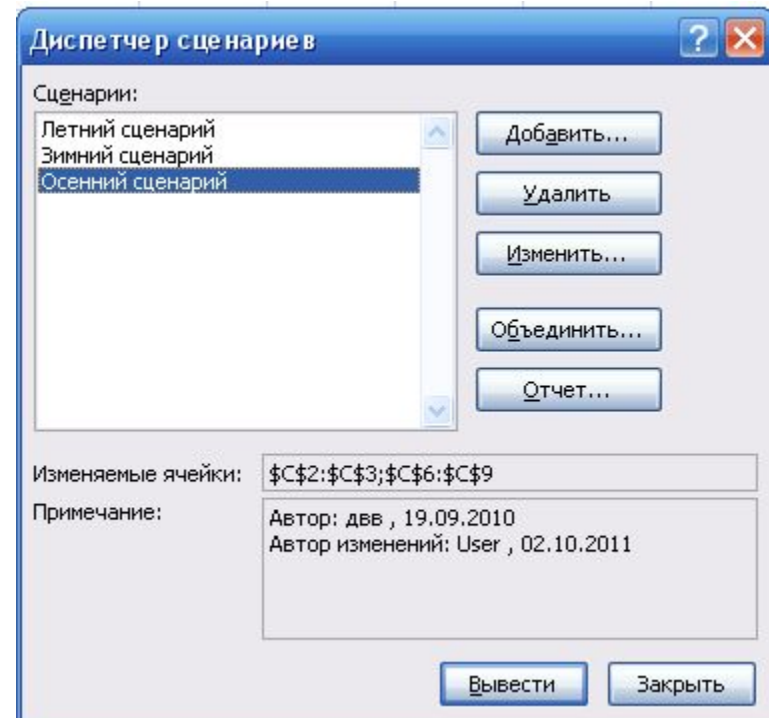 Диспетчер сценариев
Сценарии:
Летний сценарий
Зимний сценарий
Осенний сценарий
Добавить...
Удалить
Изменить...
Объединить...
Отчет...
Изменяемые ячейки: $C$2:$C$3;$C$6:$C$9
Примечание: Автор: двв , 19.09.2010
Автор изменений: User , 02.10.2011
Вывести Закрыть